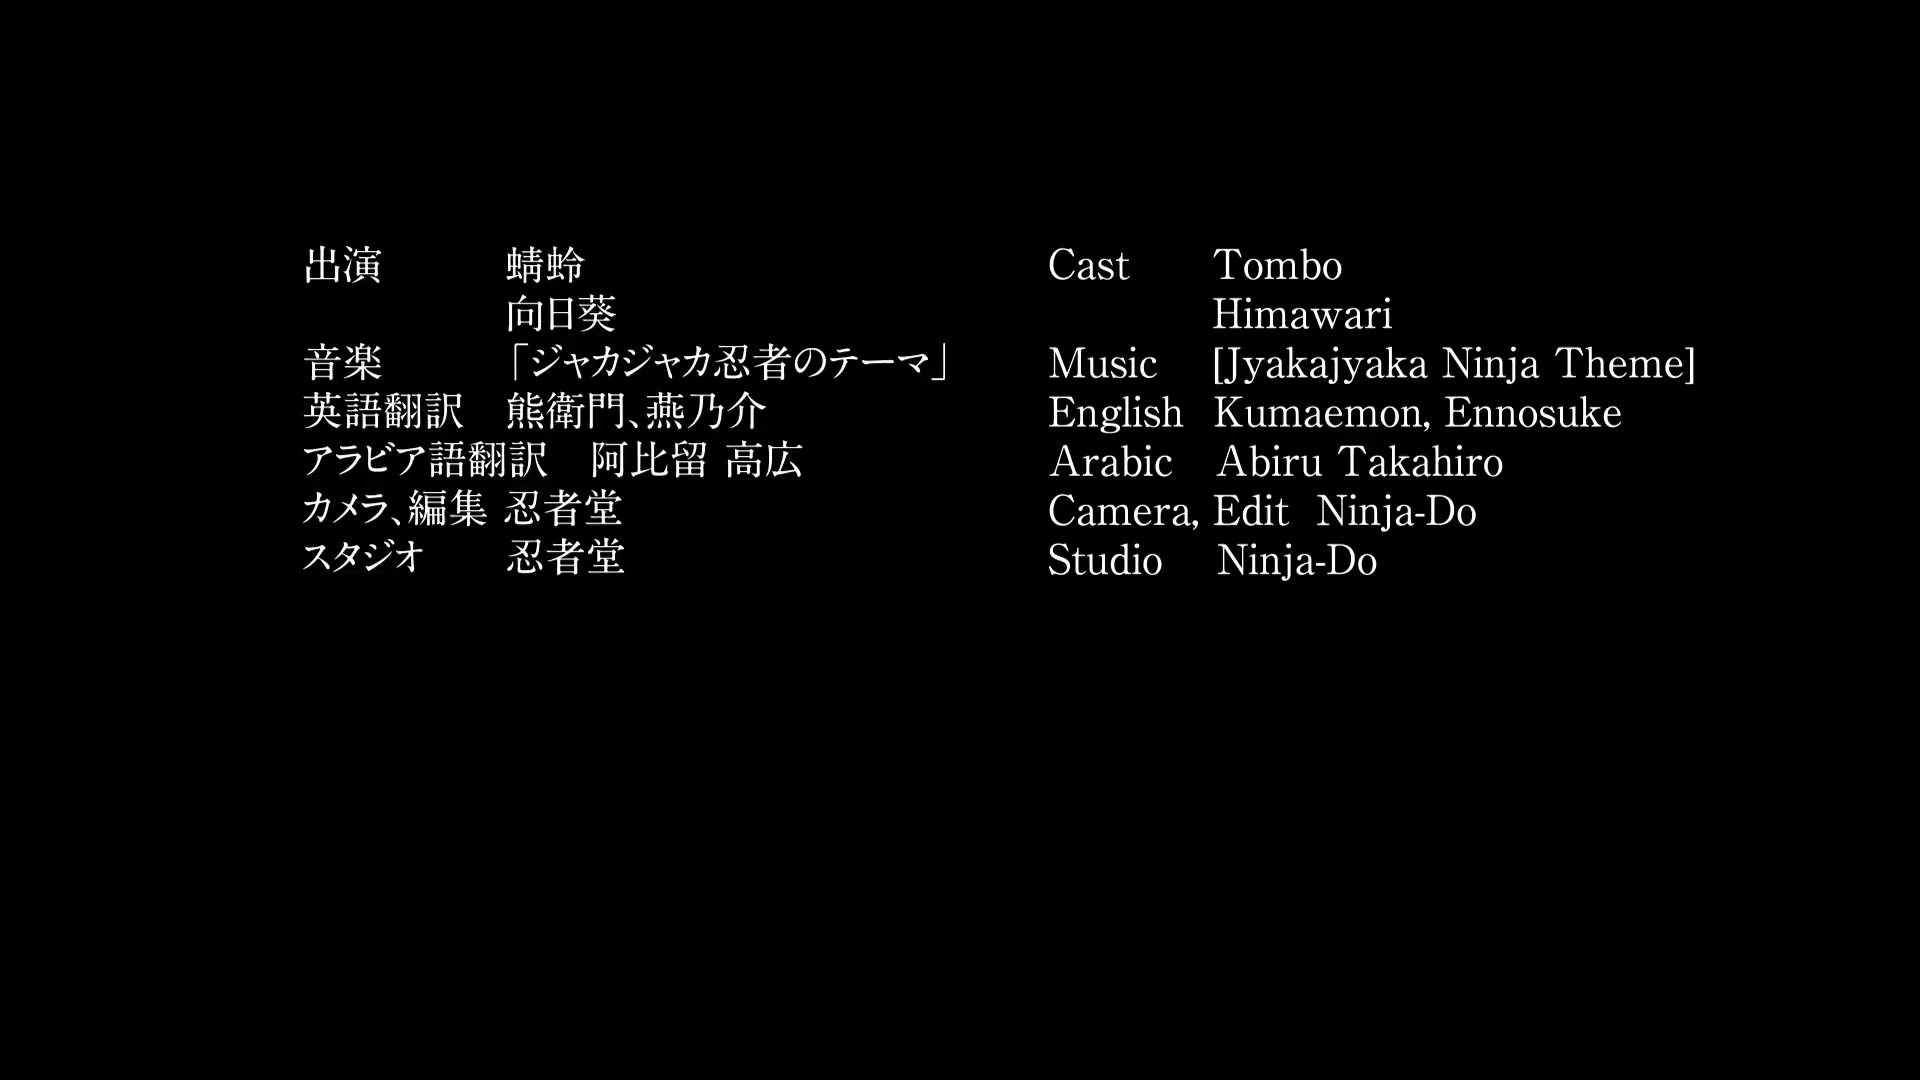 出演 蜻蛉
向日葵
音楽 「ジャカジャカ忍者のテーマ」
英語翻訳 熊衛門、燕乃介
アラビア語翻訳 阿比留 高広
カメラ、編集 忍者堂
スタジオ 忍者堂
Cast Tombo
Himawari
Music [Jyakajyaka Ninja Theme]
English Kumaemon, Ennosuke
Arabic Abiru Takahiro
Camera, Edit Ninja-Do
Studio Ninja-Do